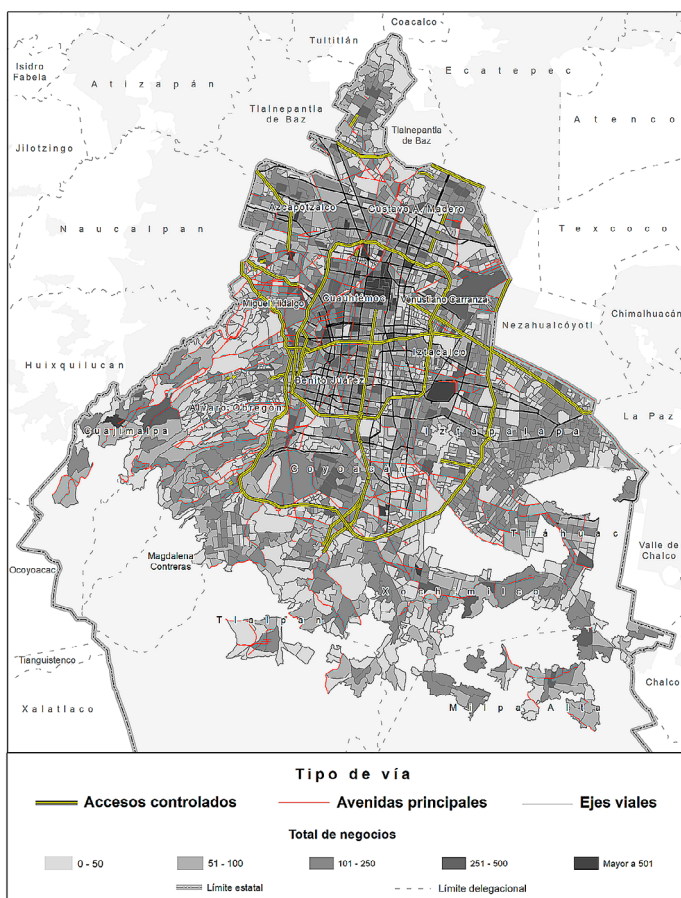 Coacalco
Tultitlán
Isidro
Fabela
Ecatepec
Atizapán
Tlalnepantla
de Baz
Tlalnepantla
de Baz
Atenco
Jilotzingo
Azcapotzalco
Gustavo A. Madero
Naucalpan
Texcoco
Cuauhtémoc
Venustiano Carranza
Miguel Hidalgo
Chimalhuacán
Nezahualcóyotl
Iztacalco
Huixquilucan
Benito Juárez
Alvaro Obregón
La Paz
Cuajimalpa
Iztapalapa
Coyoacán
Tláhuac
Valle de
Chalco
Magdalena
Contreras
Ocoyoacac
Xochimilco
Tlalpan
Tianguistenco
Chalco
Xalatlaco
Milpa Alta
Tipo de vía
Accesos controlados
Avenidas principales
Ejes viales
Total de negocios
0 - 50
51 - 100
101 - 250
251 - 500
Mayor a 501
Límite estatal
Límite delegacional